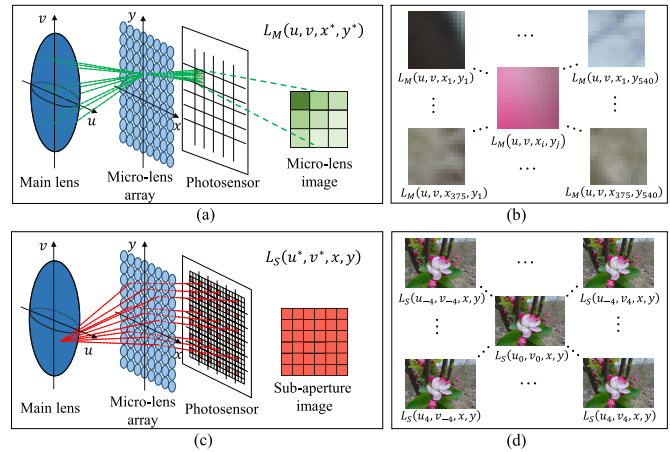 v
y
L_M(u, v, x*, y*)
u
x
Main lens
Micro-lens
array
Photosensor
Micro-lens
image
(a)
...
L_M(u, v, x_1, y_1)
L_M(u, v, x_1, y_540)
L_M(u, v, x_i, y_j)
...
L_M(u, v, x_375, y_1)
L_M(u, v, x_375, y_540)
(b)
v
y
L_S(u*, v*, x, y)
u
x
Main lens
Micro-lens
array
Photosensor
Sub-aperture
image
(c)
...
L_S(u_−4, v_−4, x, y)
L_S(u_−4, v_4, x, y)
L_S(u_0, v_0, x, y)
...
L_S(u_4, v_−4, x, y)
L_S(u_4, v_4, x, y)
(d)